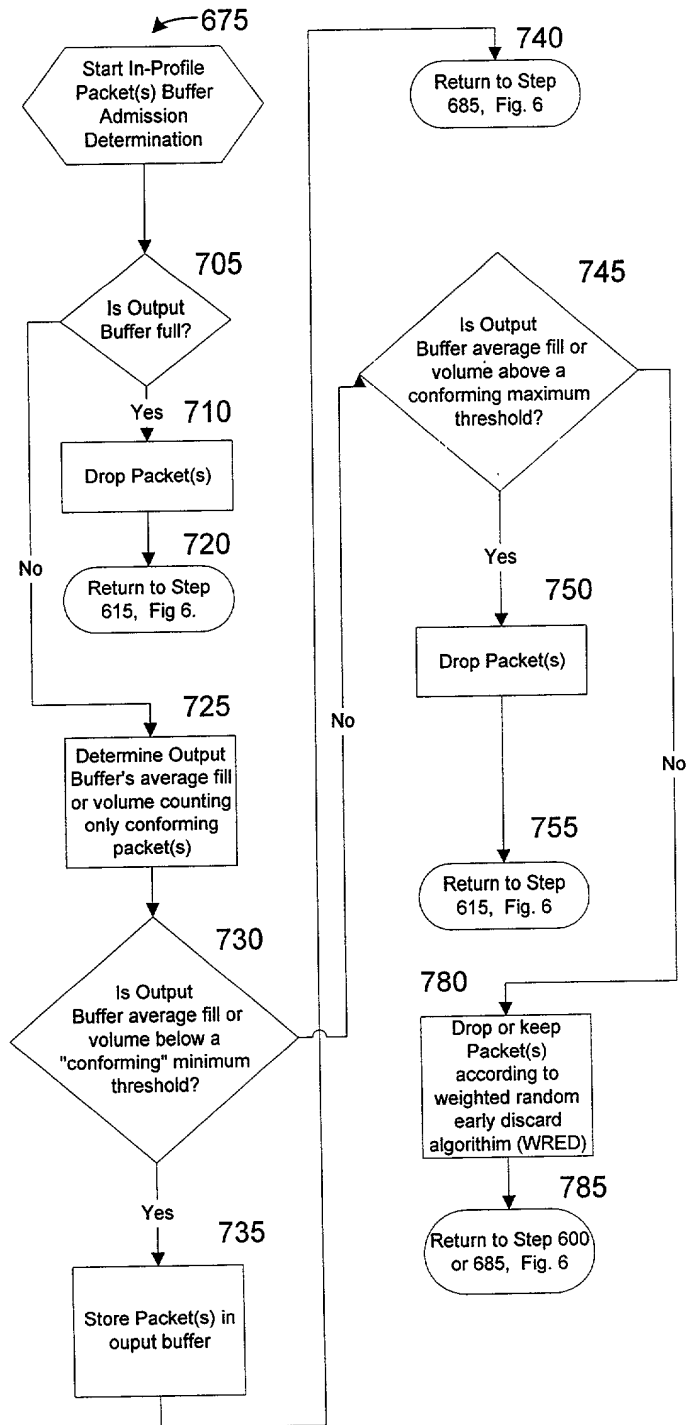 675
Start In-Profile
Packet(s) Buffer
Admission
Determination
705
Is Output
Buffer full?
Yes
710
Drop Packet(s)
720
Return to Step
615, Fig 6.
No
725
Determine Output
Buffer's average fill
or volume counting
only conforming
packet(s)
730
Is Output
Buffer average fill or
volume below a
"conforming" minimum
threshold?
Yes
735
Store Packet(s) in
ouput buffer
740
Return to Step
685, Fig. 6
No
745
Is Output
Buffer average fill or
volume above a
conforming maximum
threshold?
Yes
750
Drop Packet(s)
755
Return to Step
615, Fig. 6
No
780
Drop or keep
Packet(s)
according to
weighted random
early discard
algorithim (WRED)
785
Return to Step 600
or 685, Fig. 6